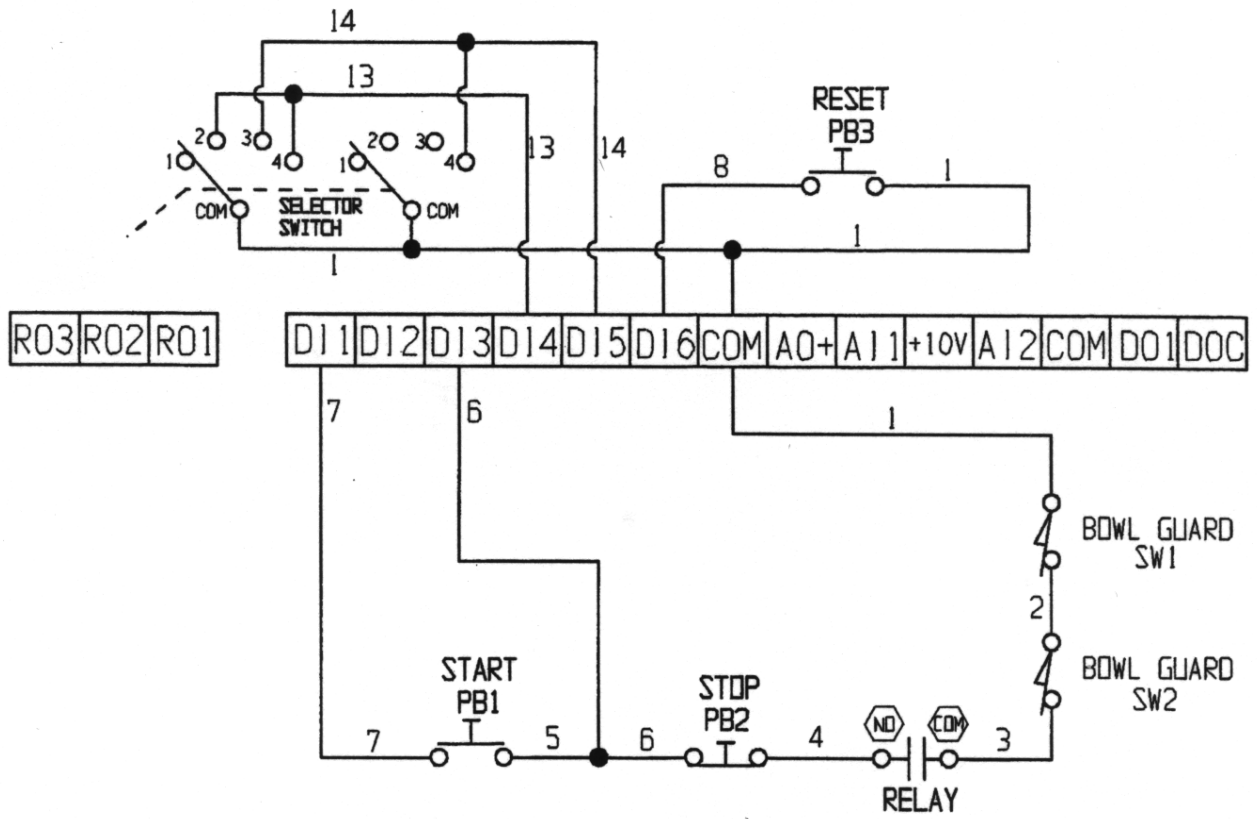 14
13
RESET
PB3
2 3
2 3
1 4
1 4
13 14
8 1
COM SELECTOR COM
SWITCH
1
1
RO3 RO2 RO1 DI1 DI2 DI3 DI4 DI5 DI6 COM AO+ AI1 +10V AI2 COM DO1 DOC
7 6 1
BOWL GUARD
SW1
2
START
PB1
STOP
PB2
BOWL GUARD
SW2
NO COM
7 5 6 4 3
RELAY